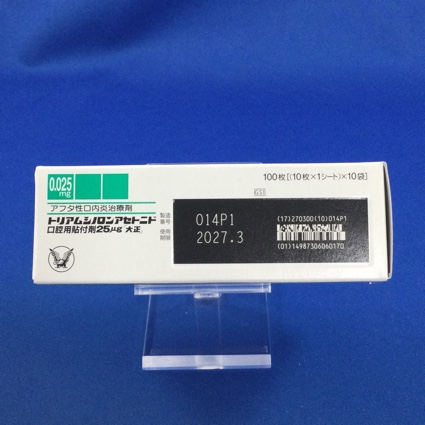 0.025
mg
100枚[(10枚×1シート)×10袋]
GS1
アフタ性口内炎治療剤
トリアムシノロンアセトニド
口腔用貼付剤25μg 大正
製造
番号
014P1
使用
期限
2027.3
(17)270300(10)014P1
(01)14987306060170